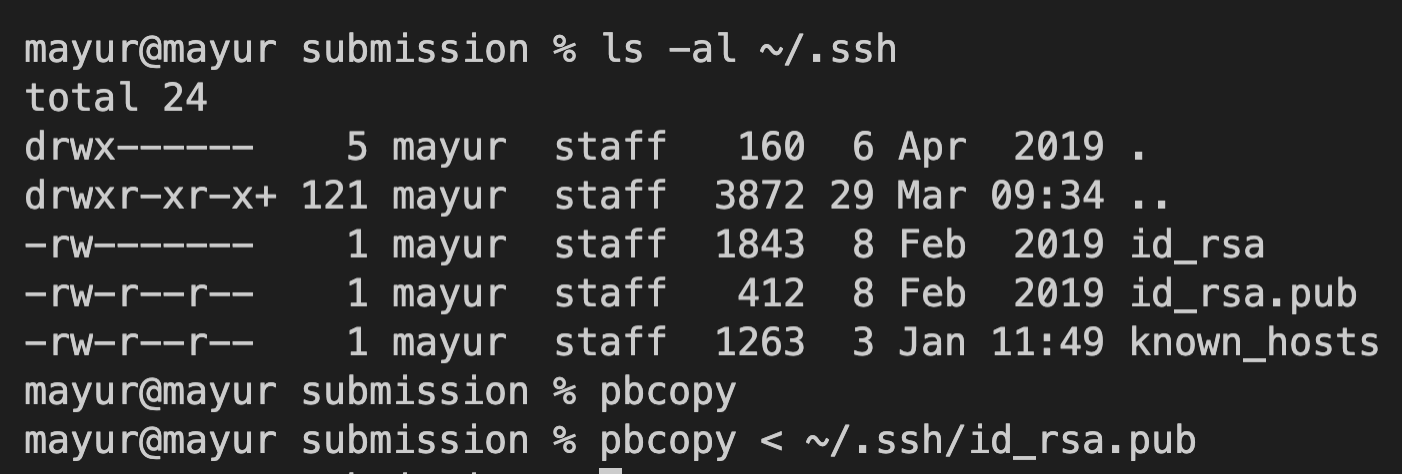 mayur@mayur submission % ls -al ~/.ssh
total 24
drwx------    5 mayur  staff   160  6 Apr  2019 .
drwxr-xr-x+ 121 mayur  staff  3872 29 Mar 09:34 ..
-rw-------    1 mayur  staff  1843  8 Feb  2019 id_rsa
-rw-r--r--    1 mayur  staff   412  8 Feb  2019 id_rsa.pub
-rw-r--r--    1 mayur  staff  1263  3 Jan 11:49 known_hosts
mayur@mayur submission % pbcopy
mayur@mayur submission % pbcopy < ~/.ssh/id_rsa.pub